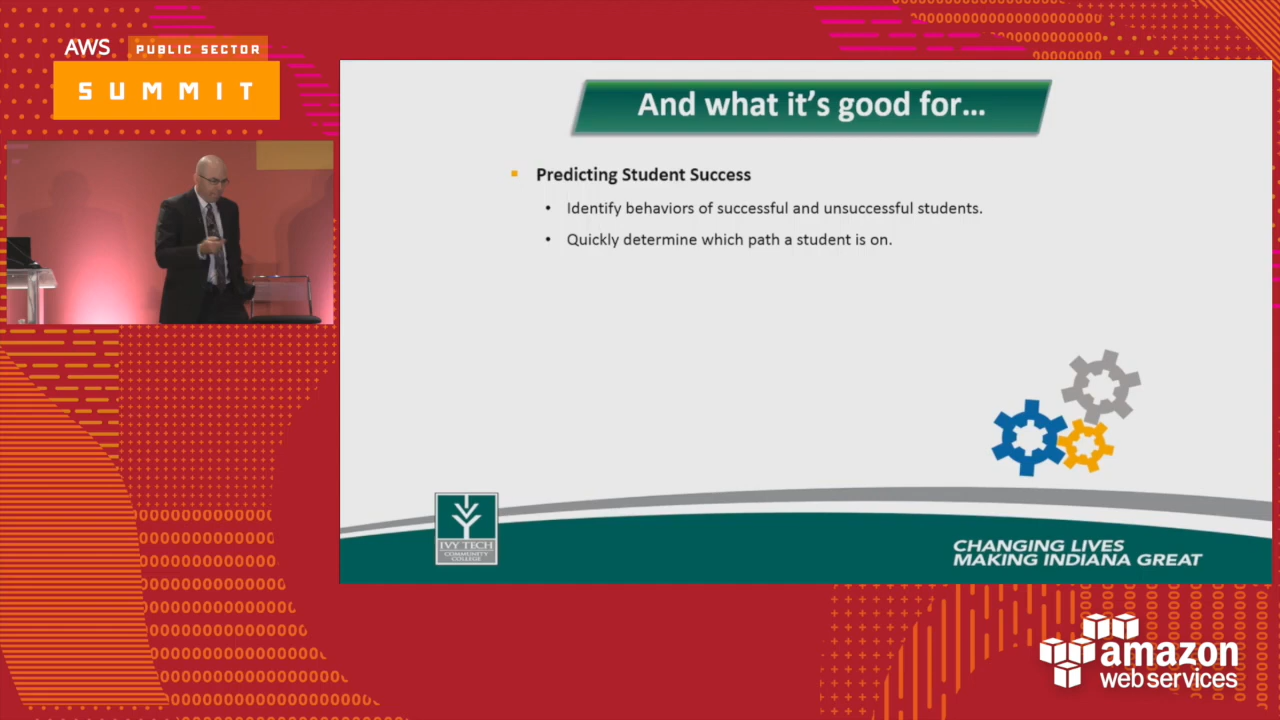 AWS PUBLIC SECTOR
SUMMIT
And what it's good for...
Predicting Student Success
Identify behaviors of successful and unsuccessful students.
Quickly determine which path a student is on.
IVY TECH
COMMUNITY
COLLEGE
CHANGING LIVES
MAKING INDIANA GREAT
amazon
web services